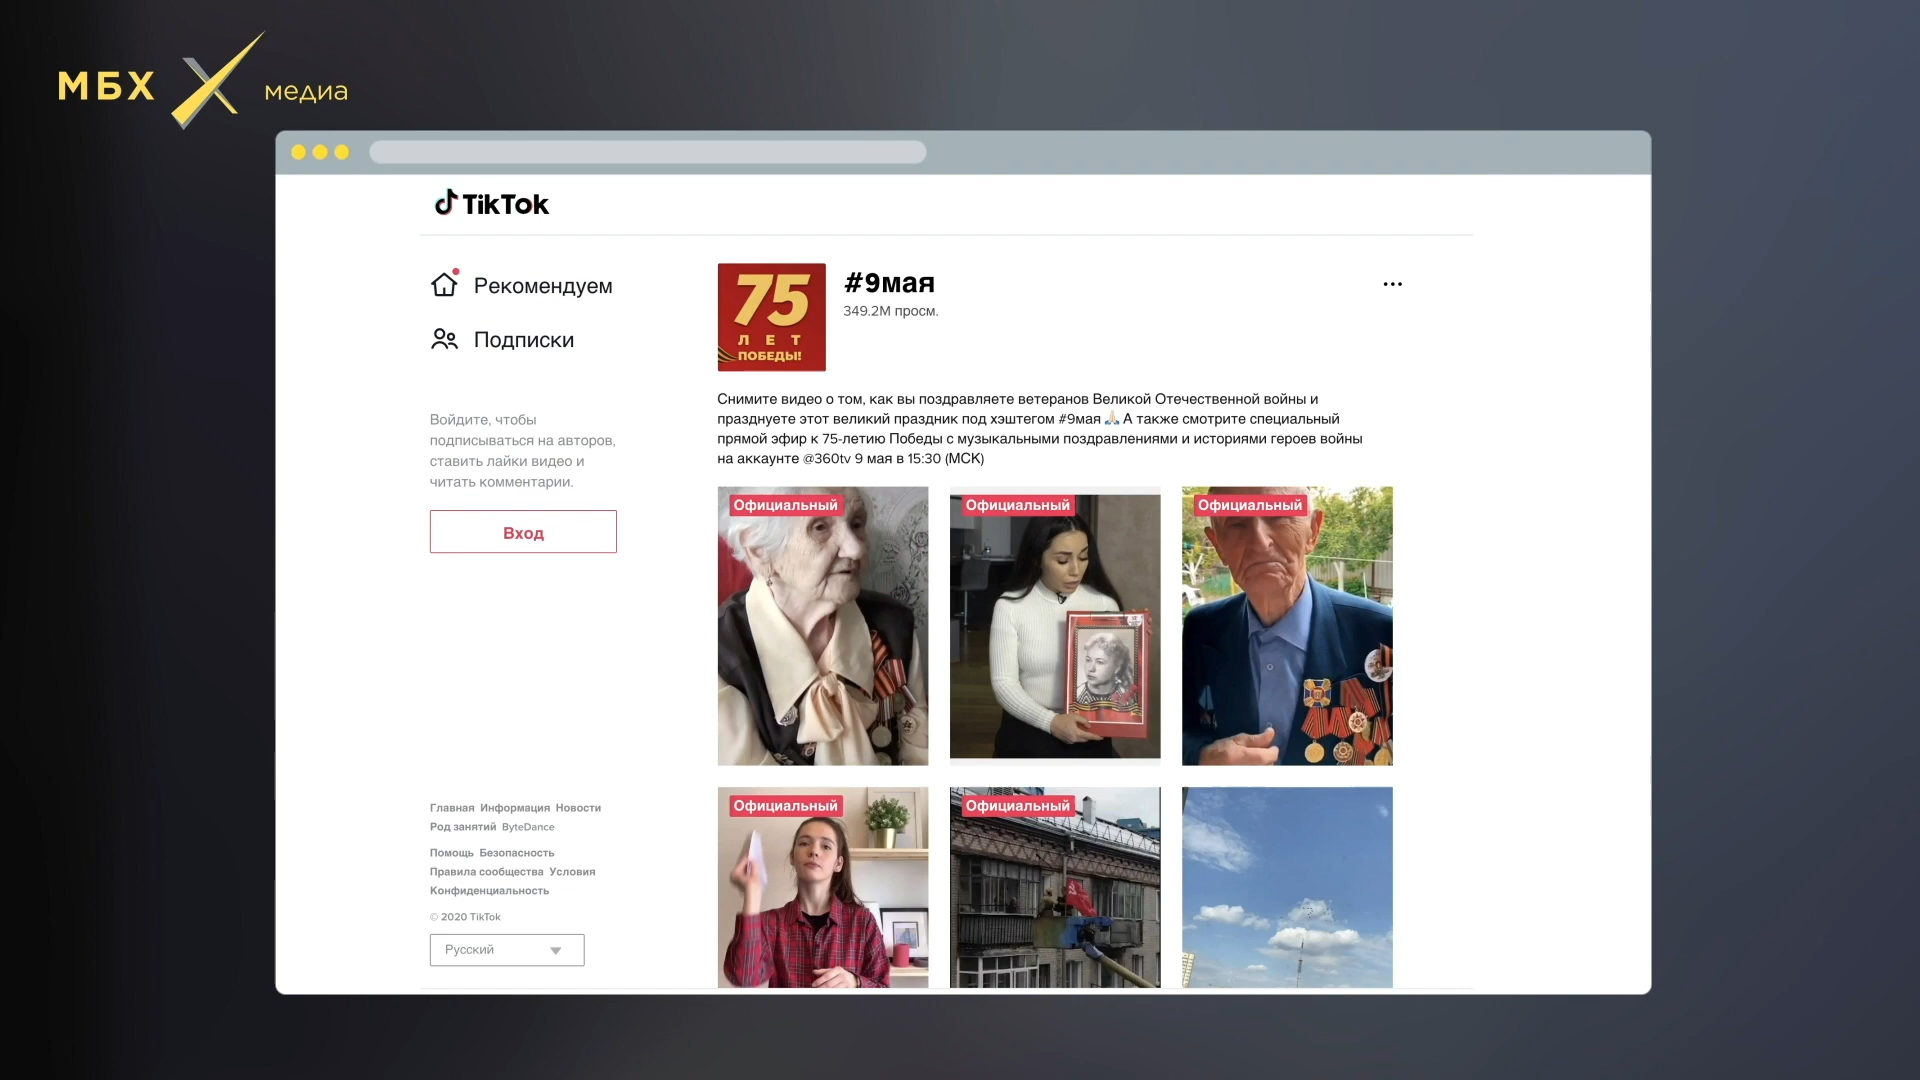 МБХ медиа
TikTok
Рекомендуем
Подписки
Войдите, чтобы
подписываться на авторов,
ставить лайки видео и
читать комментарии.
Вход
Главная Информация Новости
Род занятий ByteDance
Помощь Безопасность
Правила сообщества Условия
Конфиденциальность
© 2020 TikTok
Русский
75
ЛЕТ
ПОБЕДЫ!
#9мая
349.2M просм.
Снимите видео о том, как вы поздравляете ветеранов Великой Отечественной войны и
празднуете этот великий праздник под хэштегом #9мая 🙏🏻 А также смотрите специальный
прямой эфир к 75-летию Победы с музыкальными поздравлениями и историями героев войны
на аккаунте @360tv 9 мая в 15:30 (МСК)
Официальный
Официальный
Официальный
Официальный
Официальный